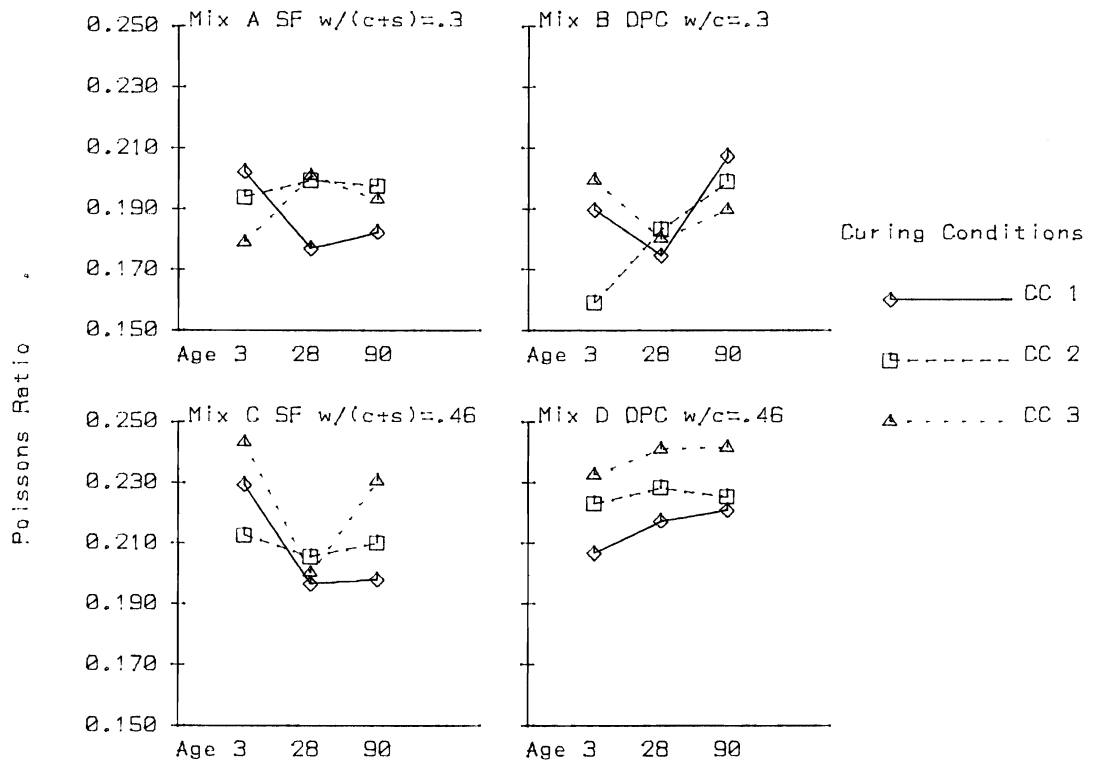 Mix A SF w/(c+s)=.3
0.250
0.230
0.210
0.190
0.170
0.150
Age 3 28 90
Mix B OPC w/c=.3
Age 3 28 90
Mix C SF w/(c+s)=.46
0.250
0.230
0.210
0.190
0.170
0.150
Age 3 28 90
Mix D OPC w/c=.46
Age 3 28 90
Poissons Ratio
Curing Conditions
CC 1
CC 2
CC 3